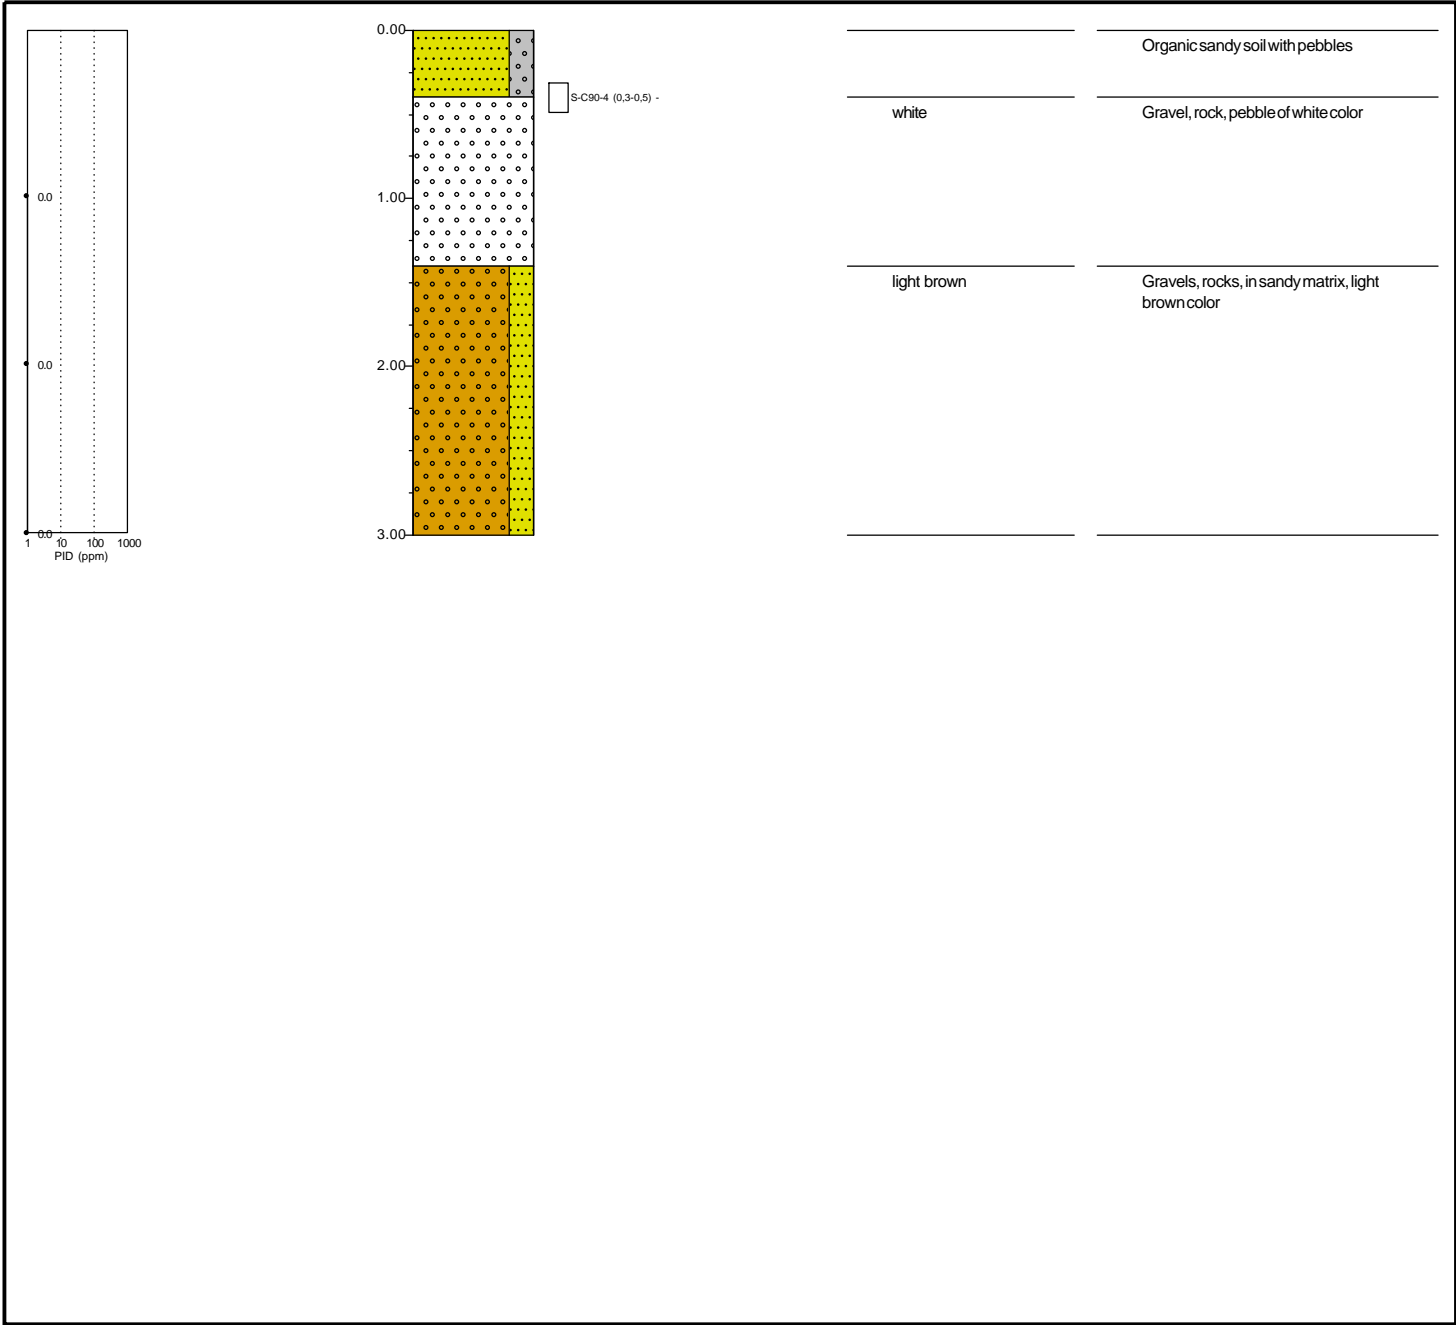 0.00
Organic sandy soil with pebbles
S-C90-4 (0,3-0,5) -
white
Gravel, rock, pebble of white color
0.0
1.00
light brown
Gravels, rocks, in sandy matrix, light
brown color
0.0
2.00
0.0
3.00
1 10 100 1000
PID (ppm)